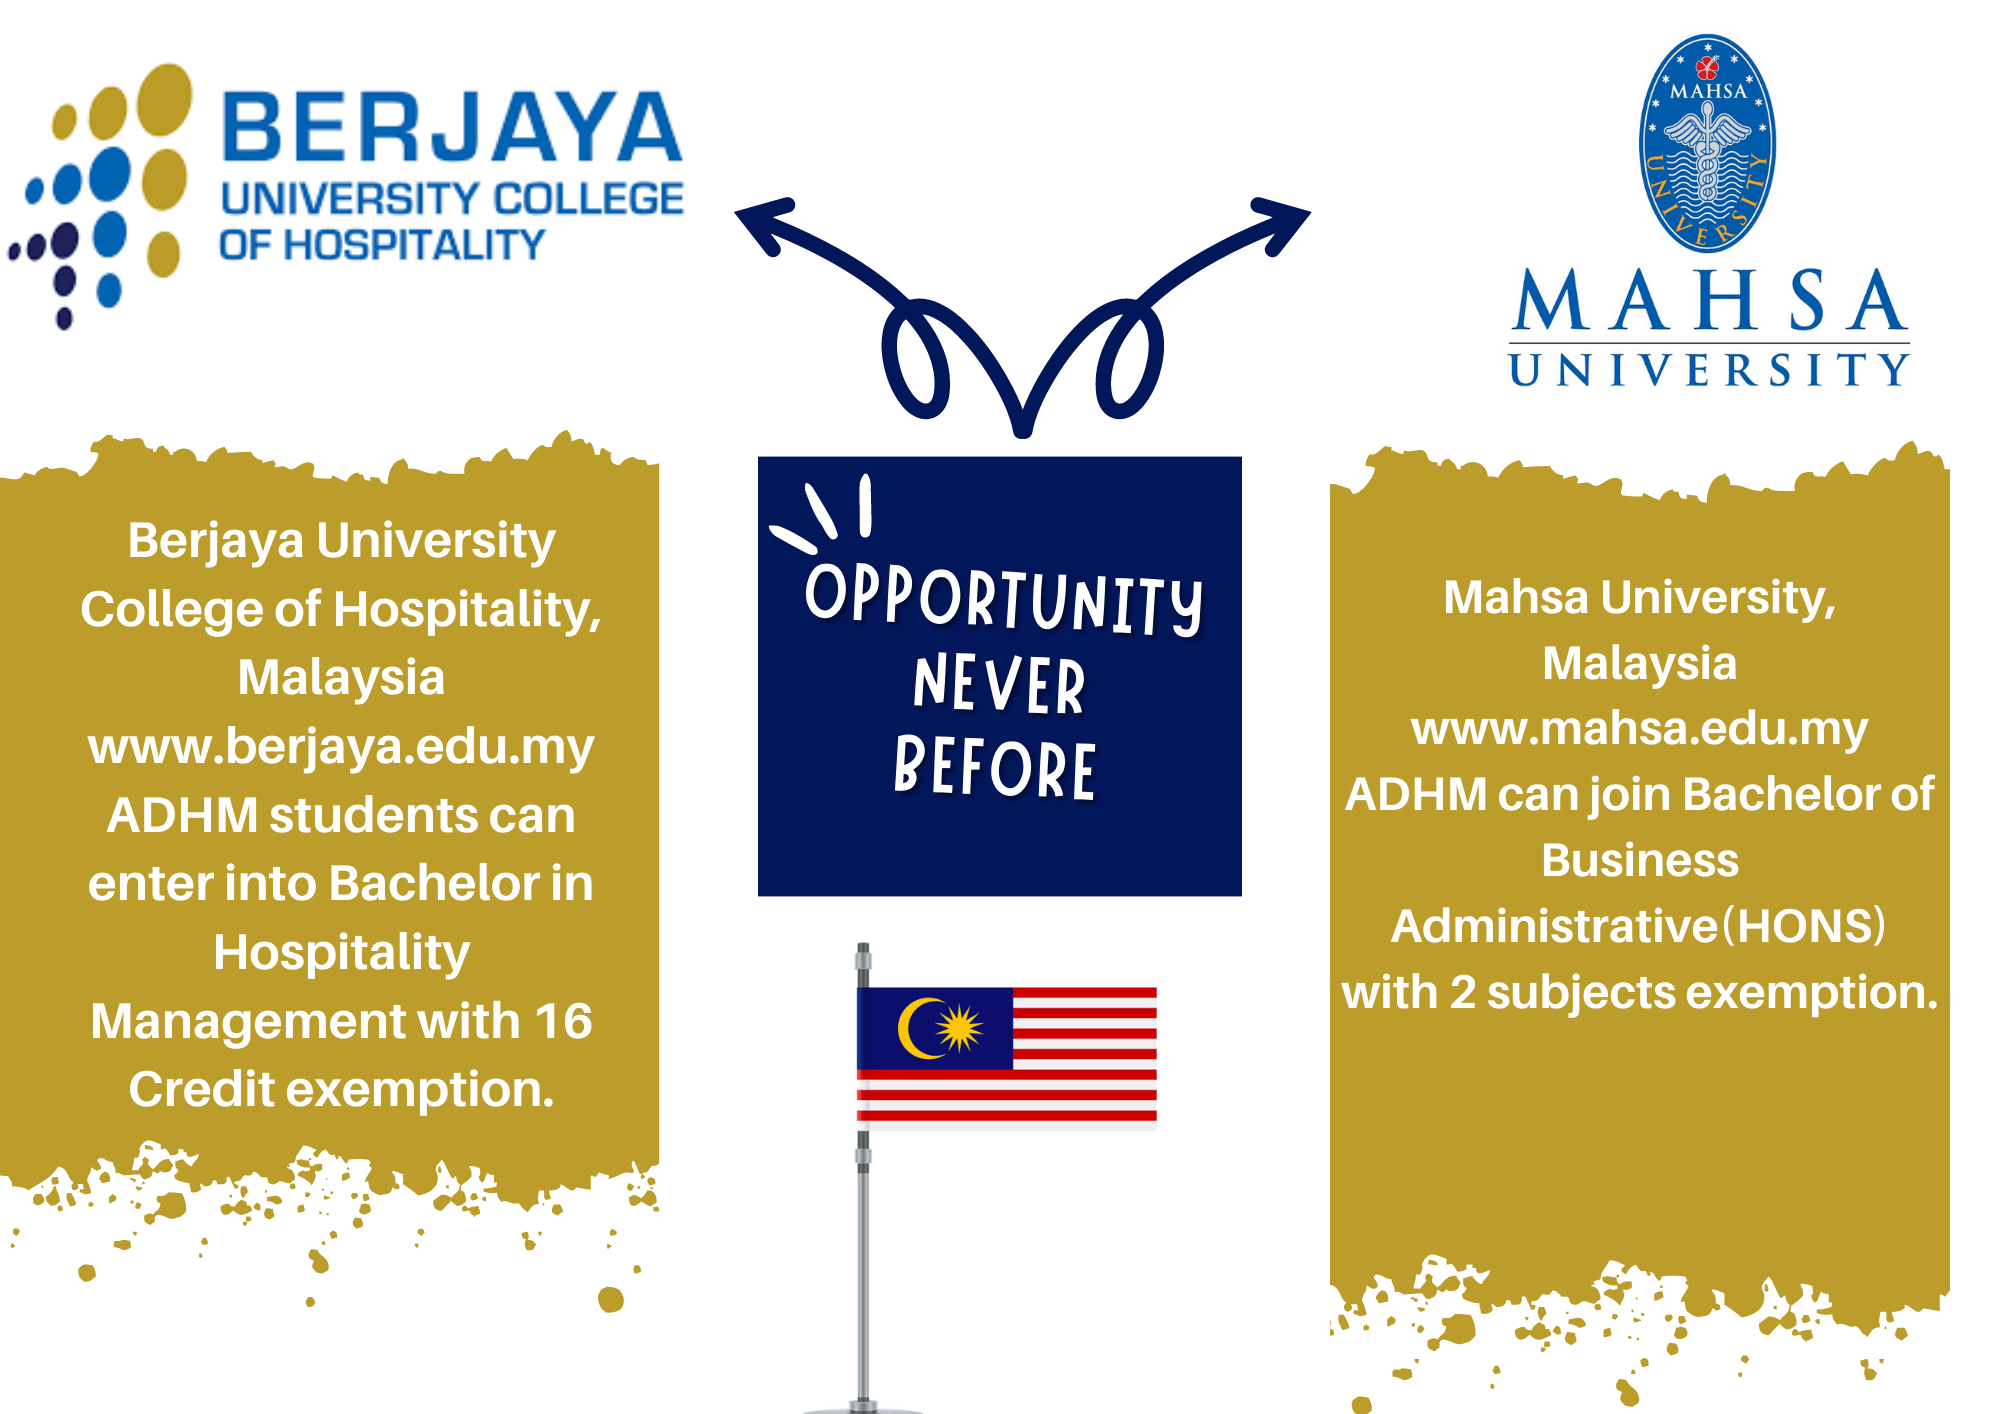 BERJAYA
UNIVERSITY COLLEGE
OF HOSPITALITY
MAHSA
UNIVERSITY
MAHSA
UNIVERSITY
Berjaya University
College of Hospitality,
Malaysia
www.berjaya.edu.my
ADHM students can
enter into Bachelor in
Hospitality
Management with 16
Credit exemption.
OPPORTUNITY
NEVER
BEFORE
Mahsa University,
Malaysia
www.mahsa.edu.my
ADHM can join Bachelor of
Business
Administrative(HONS)
with 2 subjects exemption.